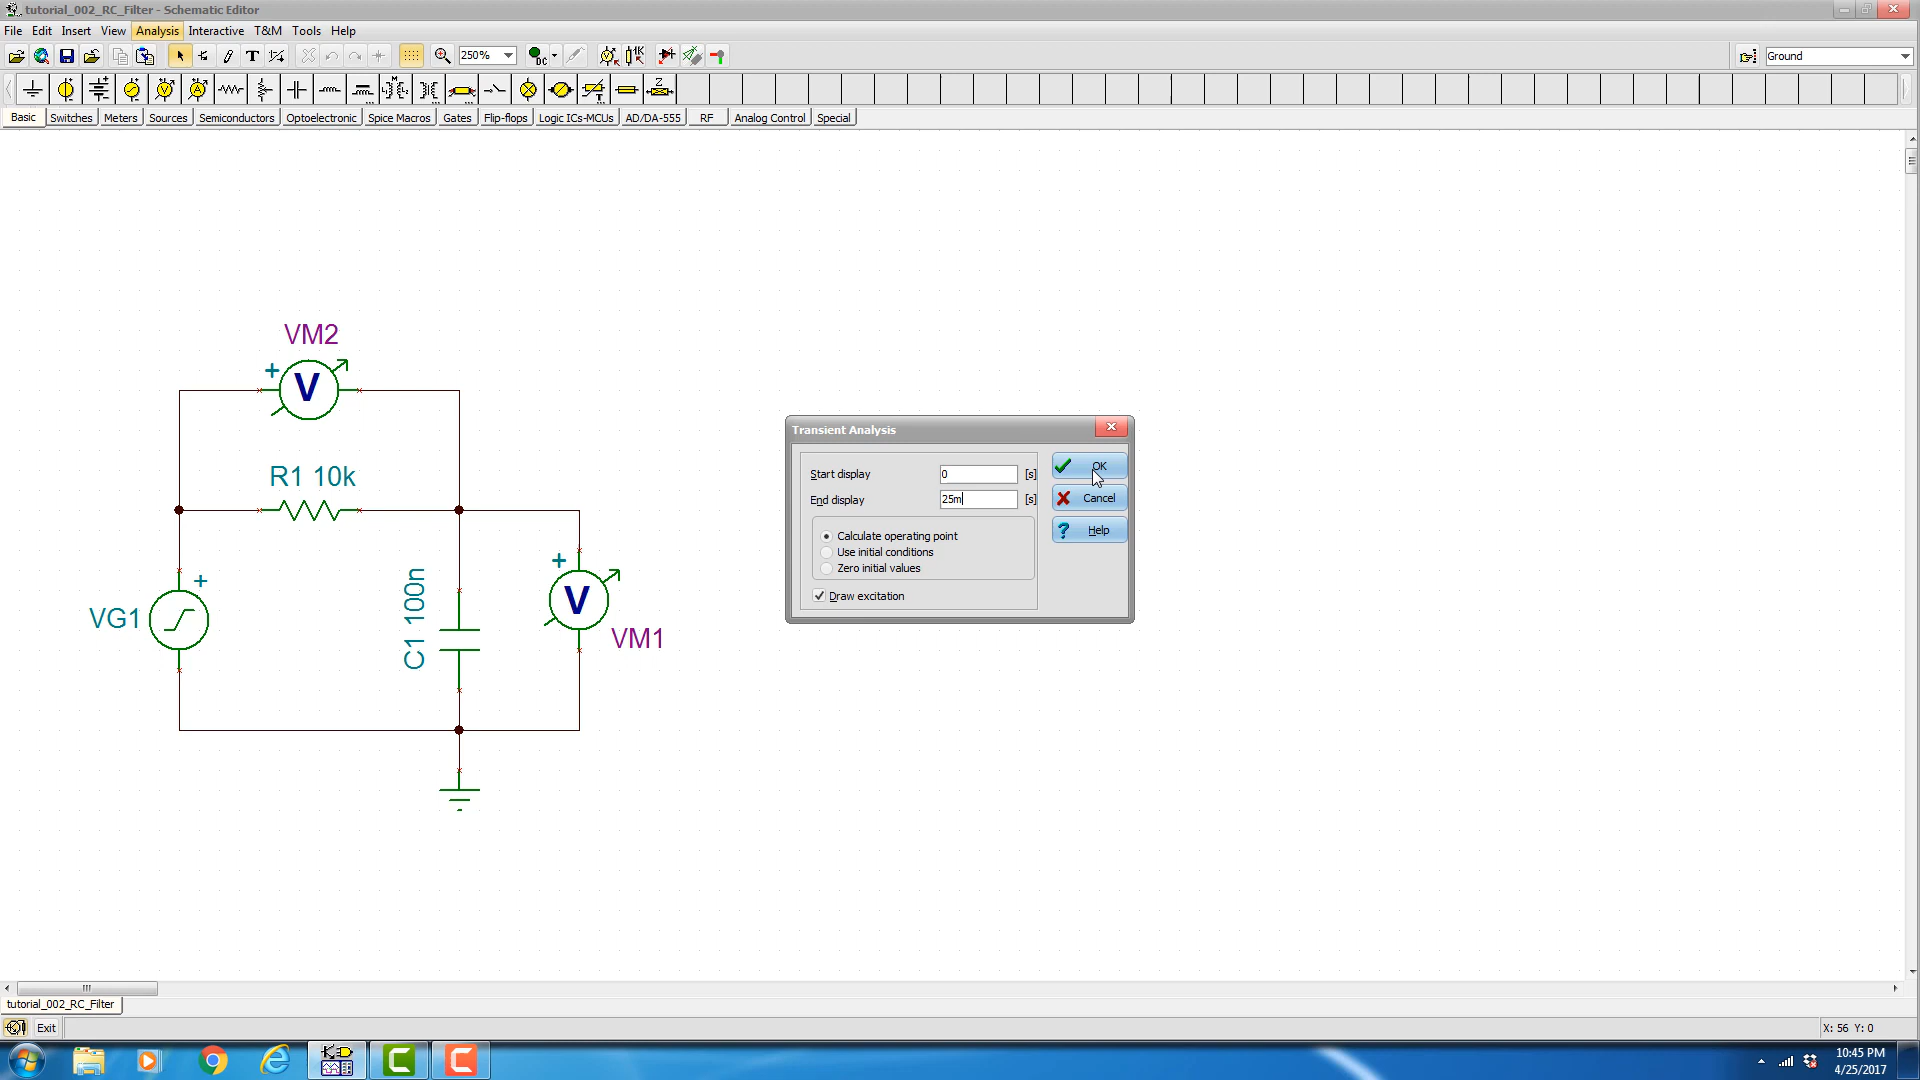 tutorial_002_RC_Filter - Schematic Editor
File Edit Insert View Analysis Interactive T&M Tools Help
T 250% DC 1K Ground
M Z
Basic Switches Meters Sources Semiconductors Optoelectronic Spice Macros Gates Flip-flops Logic ICs-MCUs AD/DA-555 RF Analog Control Special
VM2
+
V
R1 10k
+
VG1
C1 100n
+
V
VM1
Transient Analysis
Start display 0 [s]
End display 25m [s]
Calculate operating point
Use initial conditions
Zero initial values
Draw excitation
OK
Cancel
? Help
tutorial_002_RC_Filter
Exit
X: 56 Y: 0
10:45 PM
4/25/2017